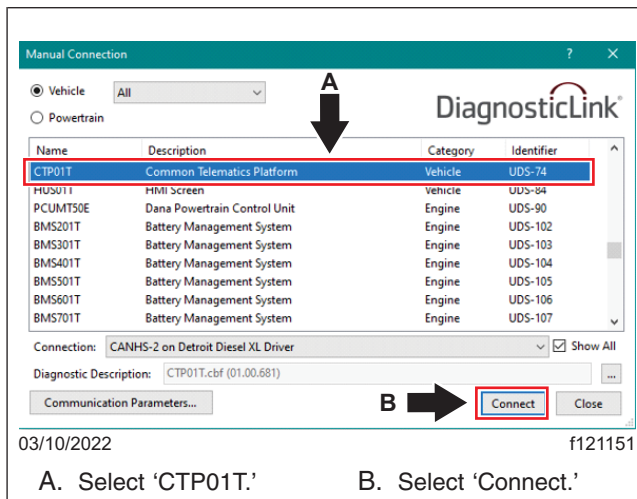 Manual Connection ? ×
Vehicle All
A
DiagnosticLink®
Powertrain
Name Description Category Identifier
CTP01T Common Telematics Platform Vehicle UDS-74
HUS01T HMI Screen Vehicle UDS-84
PCUMT50E Dana Powertrain Control Unit Engine UDS-90
BMS201T Battery Management System Engine UDS-102
BMS301T Battery Management System Engine UDS-103
BMS401T Battery Management System Engine UDS-104
BMS501T Battery Management System Engine UDS-105
BMS601T Battery Management System Engine UDS-106
BMS701T Battery Management System Engine UDS-107
Connection: CANHS-2 on Detroit Diesel XL Driver Show All
Diagnostic Description: CTP01T.cbf (01.00.681) ...
Communication Parameters... B Connect Close
03/10/2022 f121151
A. Select ‘CTP01T.’ B. Select ‘Connect.’